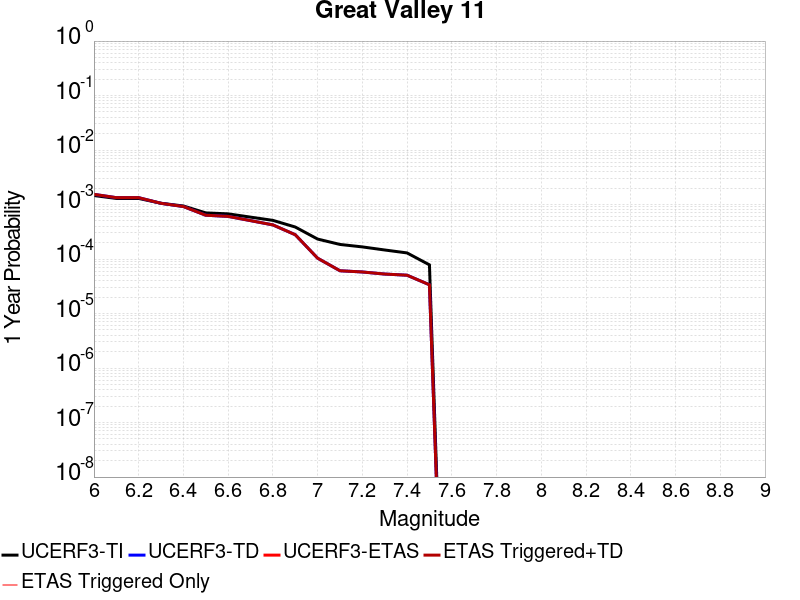 Great Valley 11
10^0
10^-1
10^-2
10^-3
10^-4
10^-5
10^-6
10^-7
10^-8
1 Year Probability
6 6.2 6.4 6.6 6.8 7 7.2 7.4 7.6 7.8 8 8.2 8.4 8.6 8.8 9
Magnitude
UCERF3-TI UCERF3-TD UCERF3-ETAS ETAS Triggered+TD
ETAS Triggered Only